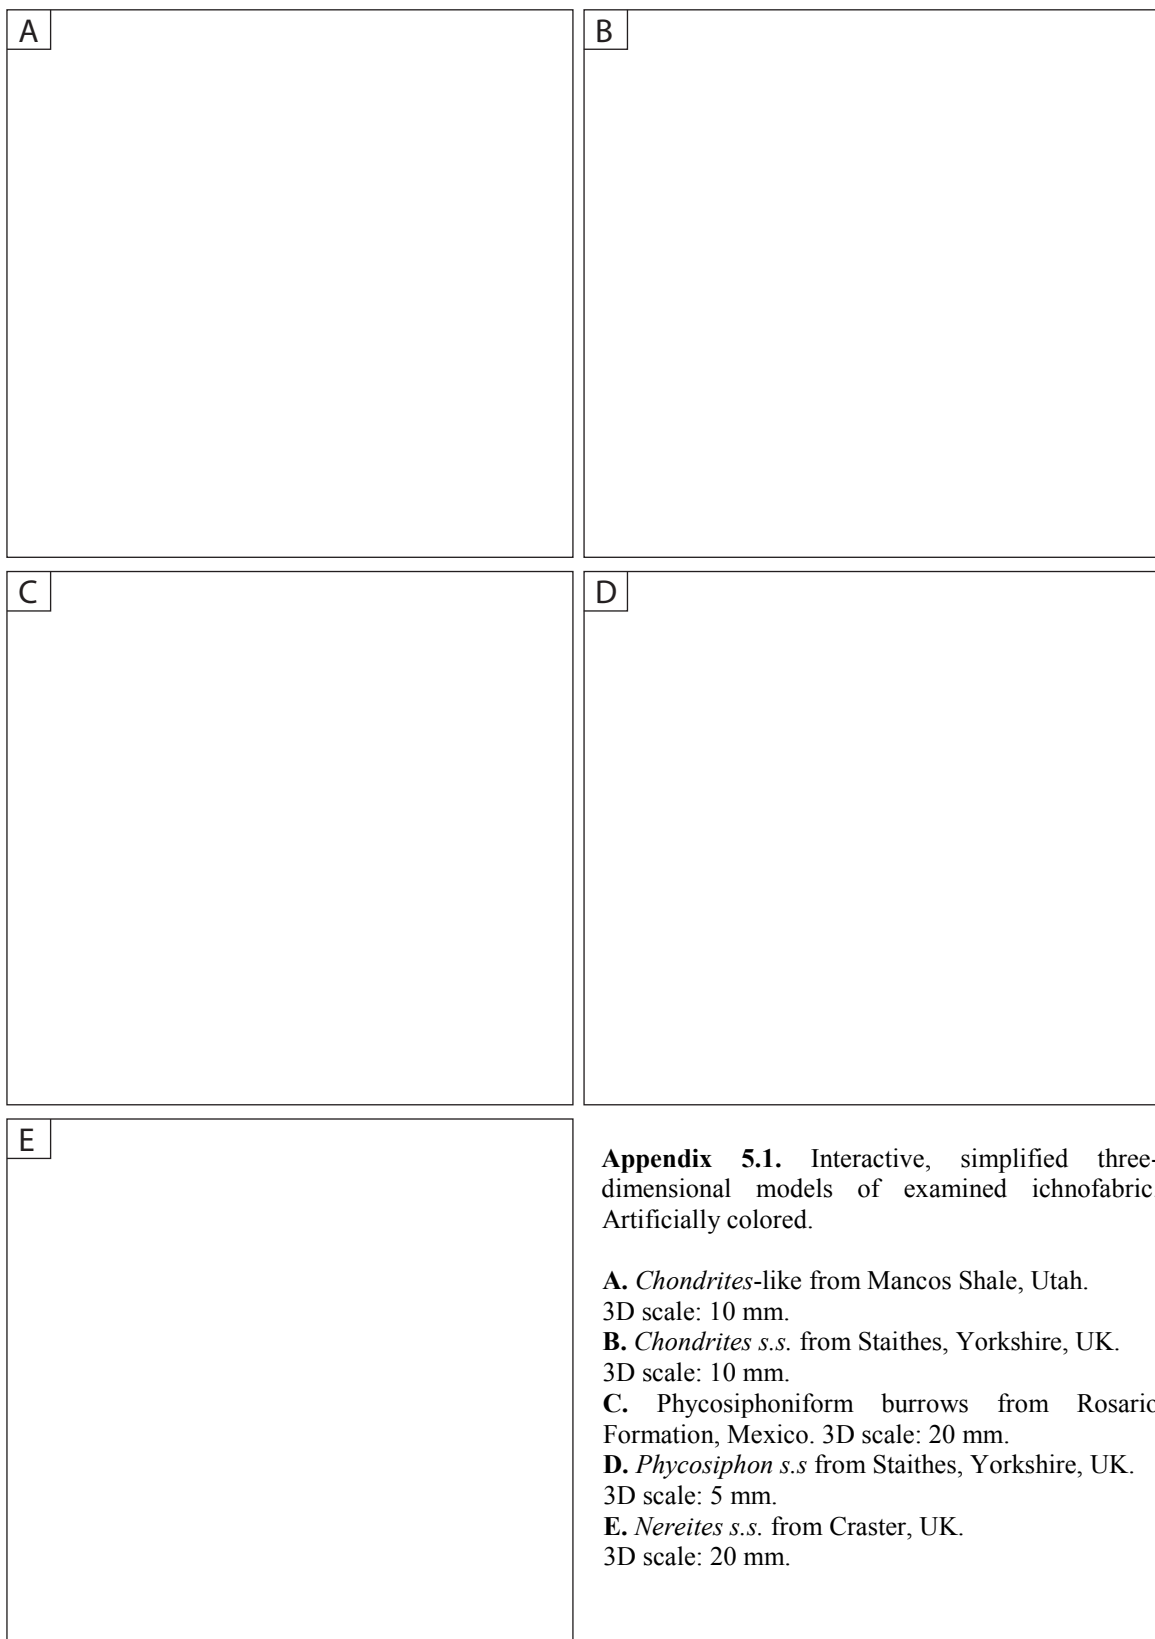 A
B
C
D
E
Appendix 5.1. Interactive, simplified three-
dimensional models of examined ichnofabric.
Artificially colored.
A. Chondrites-like from Mancos Shale, Utah.
3D scale: 10 mm.
B. Chondrites s.s. from Staithes, Yorkshire, UK.
3D scale: 10 mm.
C. Phycosiphoniform burrows from Rosario
Formation, Mexico. 3D scale: 20 mm.
D. Phycosiphon s.s from Staithes, Yorkshire, UK.
3D scale: 5 mm.
E. Nereites s.s. from Craster, UK.
3D scale: 20 mm.